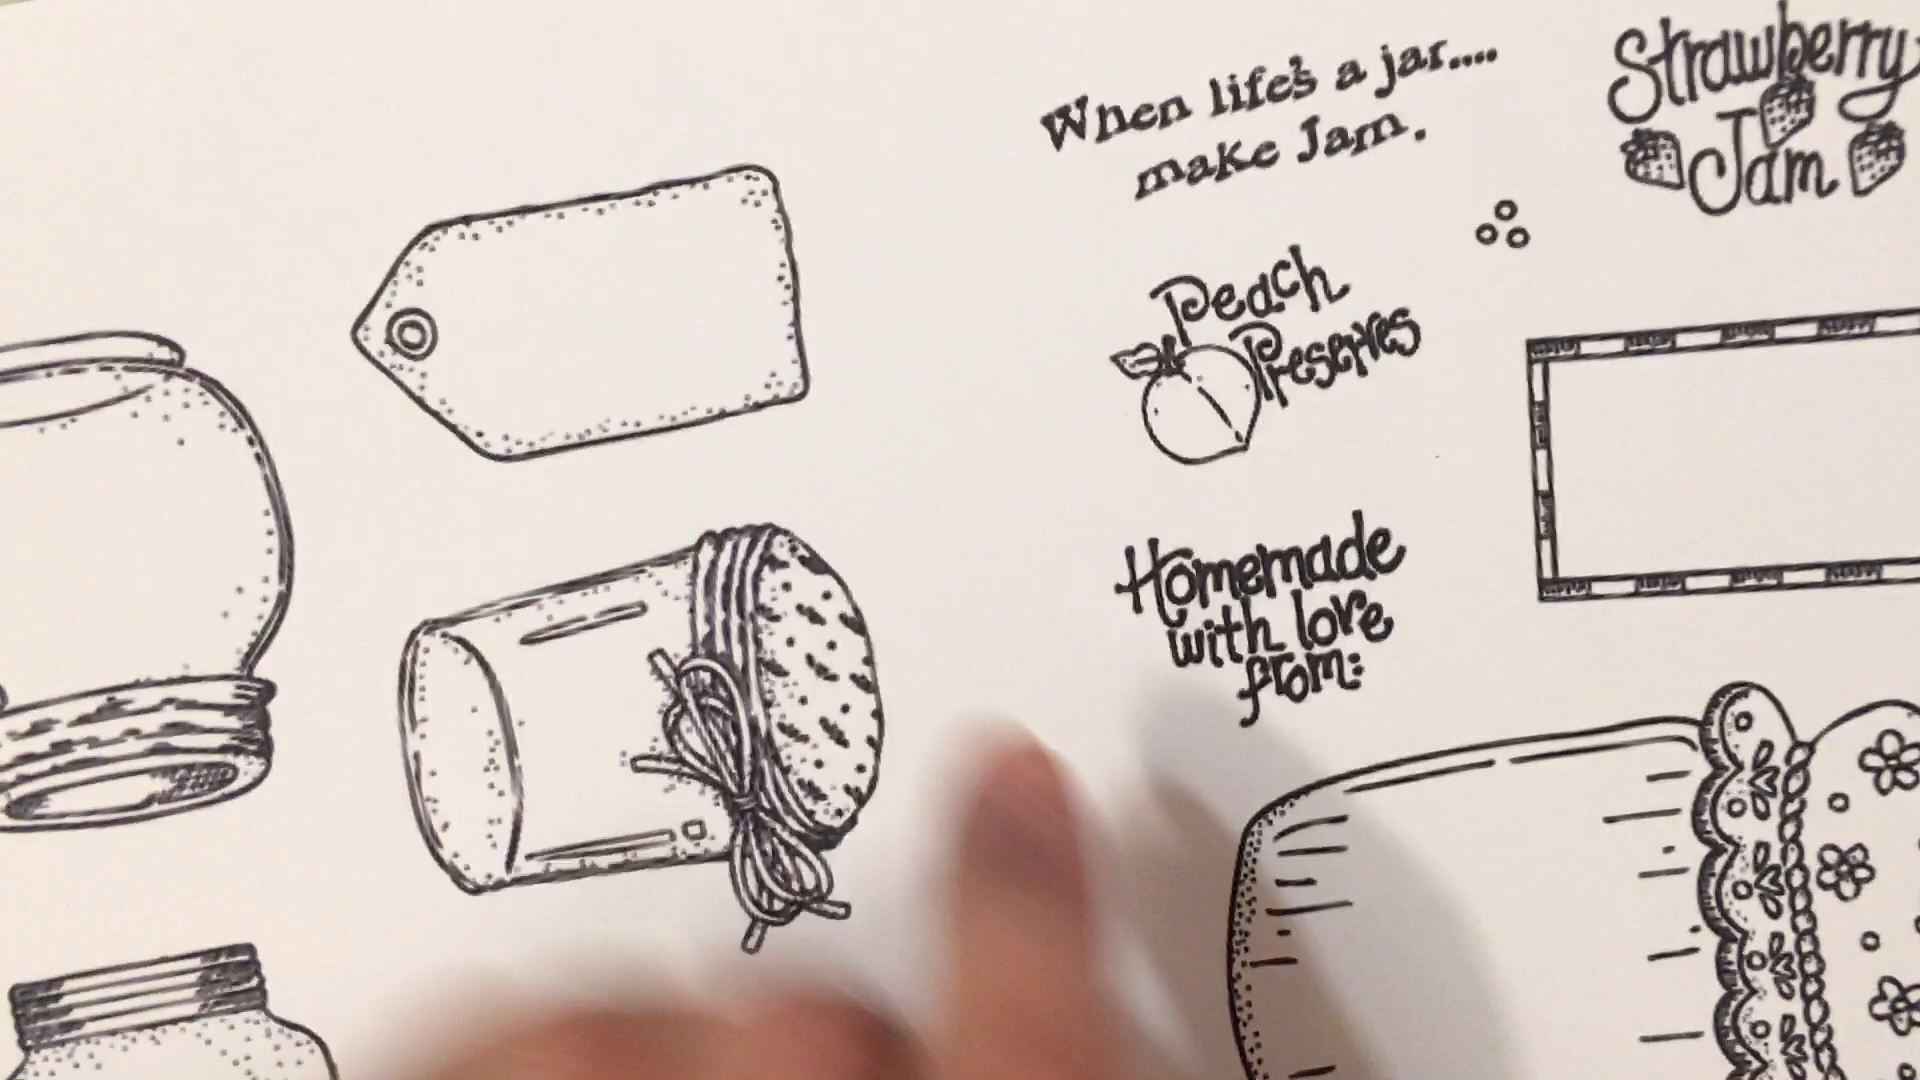 When life's a jar....
make Jam.
Strawberry
Jam
Peach
Preserves
Homemade
with love
from: